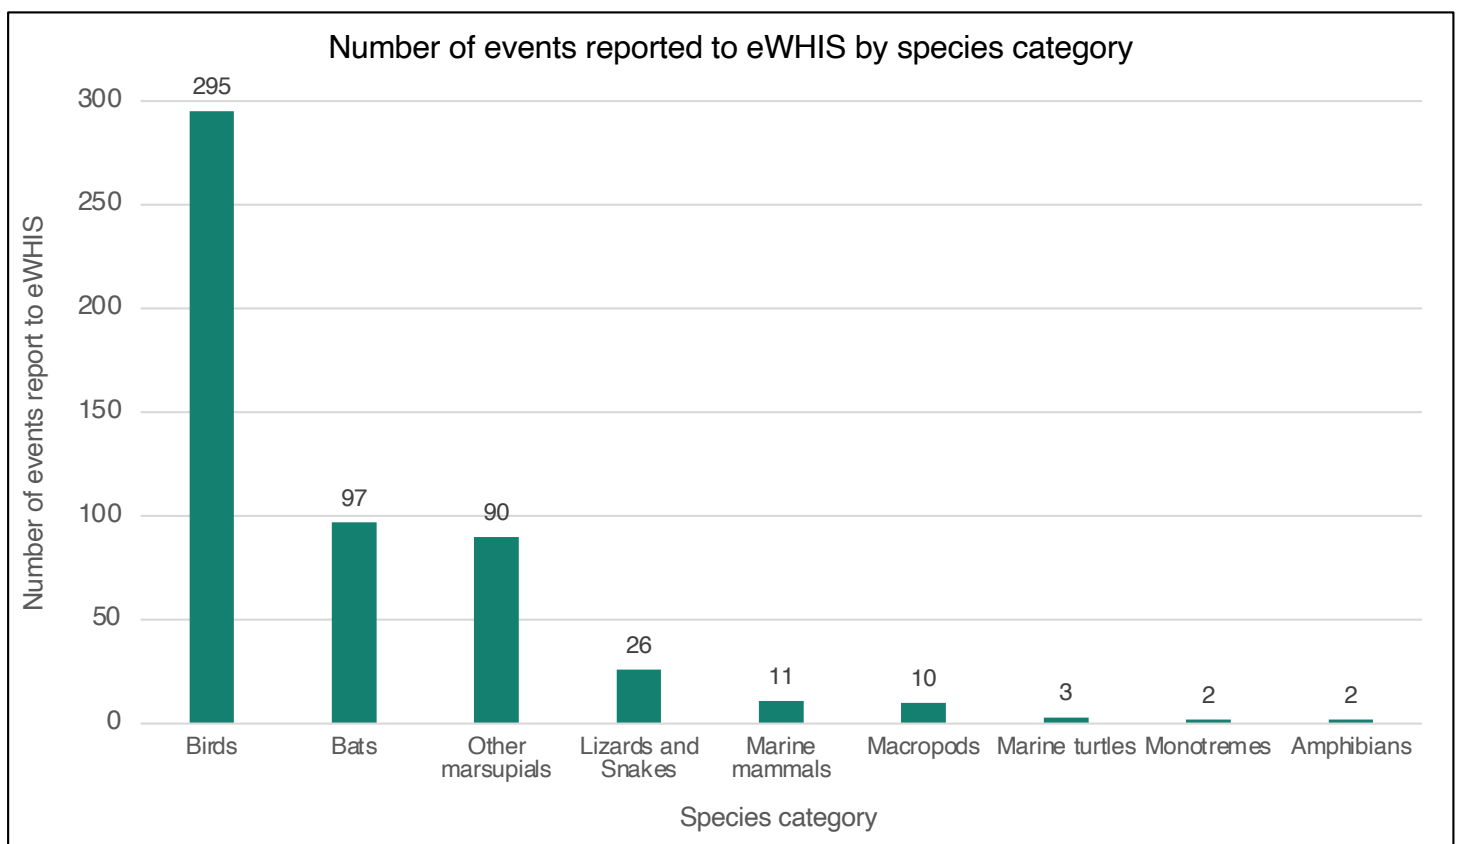 Number of events reported to eWHIS by species category
Number of events report to eWHIS
300
250
200
150
100
50
0
295
97
90
26
11
10
3
2
2
Birds
Bats
Other
marsupials
Lizards and
Snakes
Marine
mammals
Macropods
Marine turtles
Monotremes
Amphibians
Species category